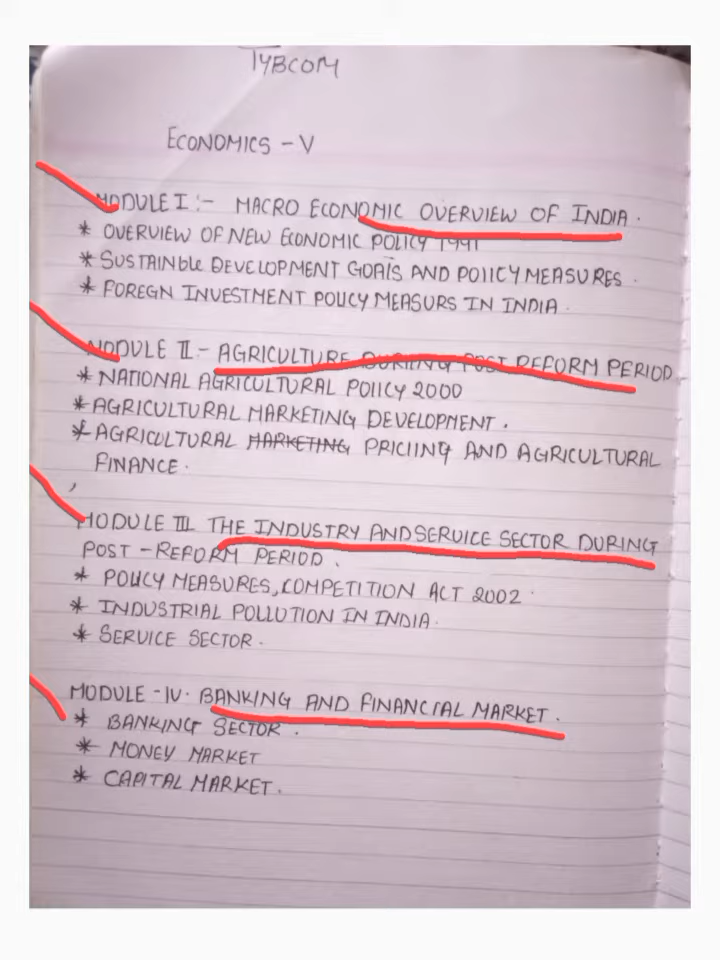 TYBCOM
ECONOMICS - V
MODULE I :- MACRO ECONOMIC OVERVIEW OF INDIA.
* OVERVIEW OF NEW ECONOMIC POLICY 1991
* SUSTAINBLE DEVELOPMENT GOALS AND POLICY MEASURES.
* FOREGN INVESTMENT POLICY MEASURS IN INDIA.
MODULE II - AGRICULTURE DURING POST REFORM PERIOD.
* NATIONAL AGRICULTURAL POLICY 2000
* AGRICULTURAL MARKETING DEVELOPMENT.
* AGRICULTURAL MARKETING PRICIING AND AGRICULTURAL
FINANCE.
MODULE III THE INDUSTRY AND SERVICE SECTOR DURING
POST - REFORM PERIOD.
* POLICY MEASURES, COMPETITION ACT 2002.
* INDUSTRIAL POLLUTION IN INDIA.
* SERVICE SECTOR.
MODULE - IV. BANKING AND FINANCIAL MARKET.
* BANKING SECTOR.
* MONEY MARKET
* CAPITAL MARKET.